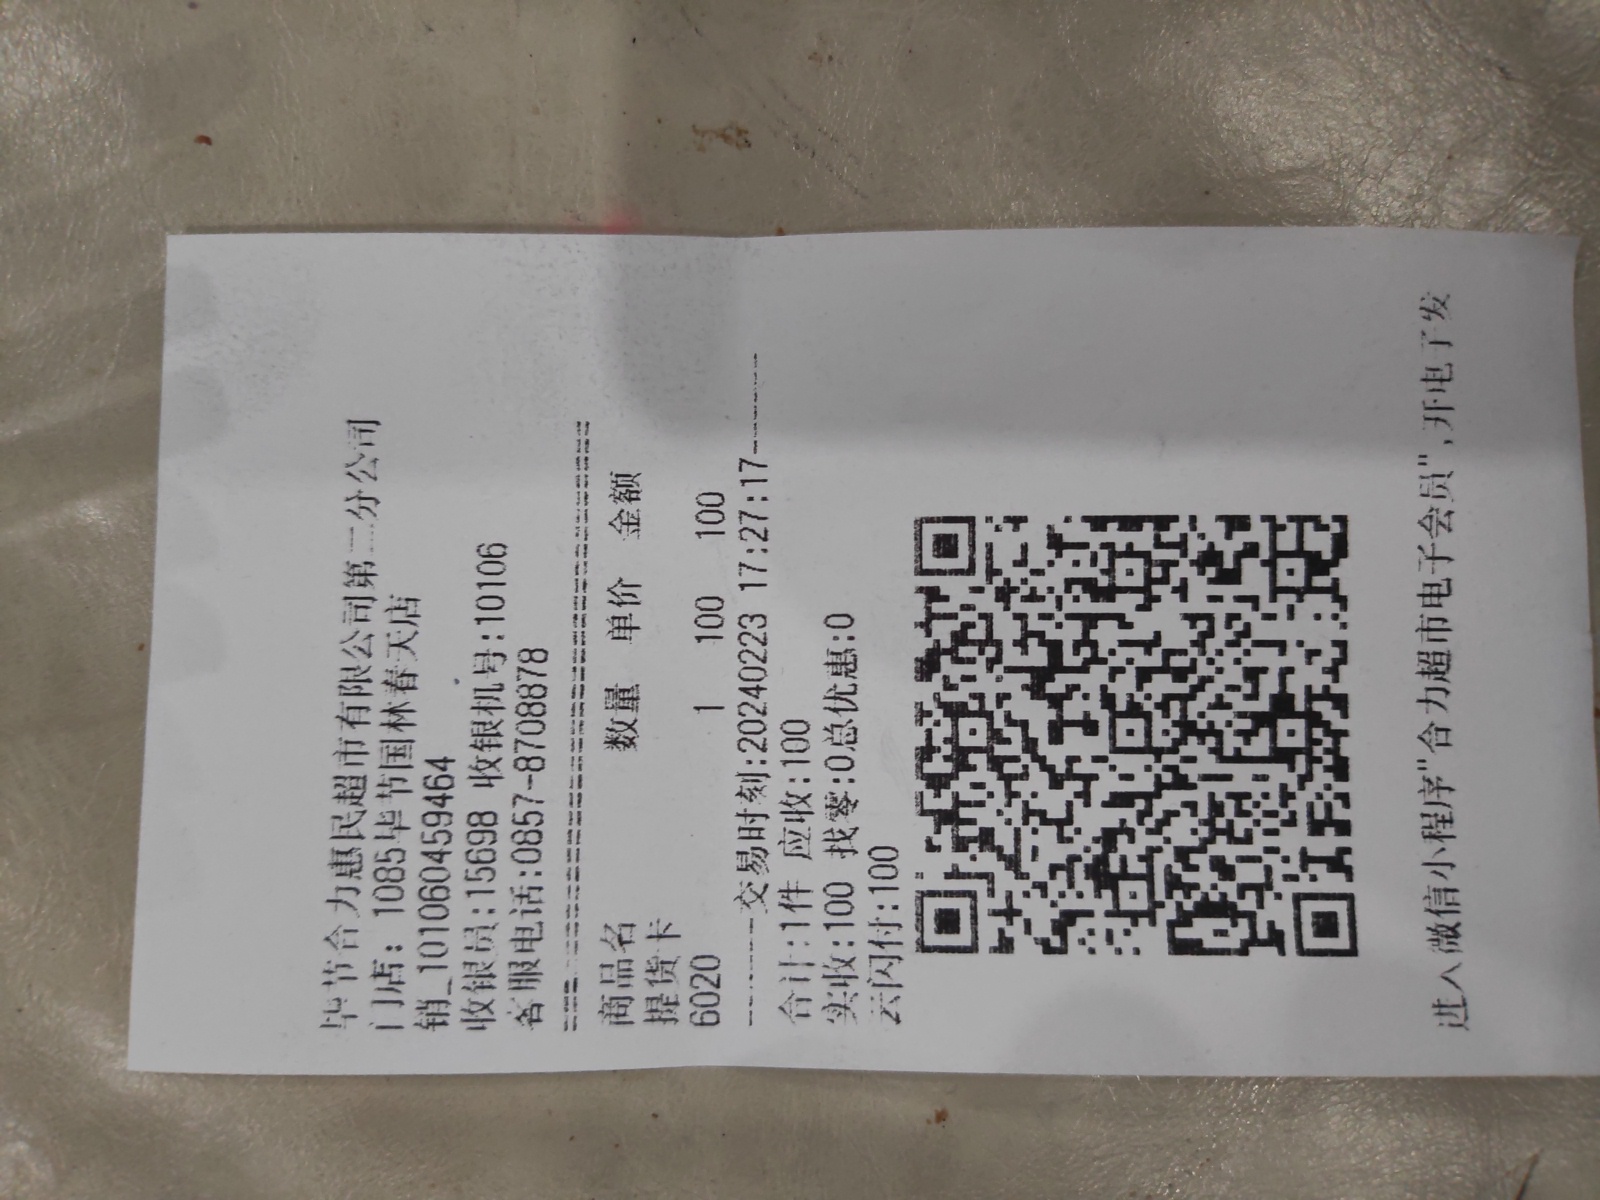 毕节合力惠民超市有限公司第二分公司
门店: 1085毕节国林春天店
销_101060459464
收银员:15698 收银机号:10106
客服电话:0857-8708878
商品名 数量 单价 金额
提货卡
6020 1 100 100
------交易时刻:20240223 17:27:17------
合计:1件 应收:100
实收:100 找零:0总优惠:0
云闪付:100
进入微信小程序"合力超市电子会员",开电子发